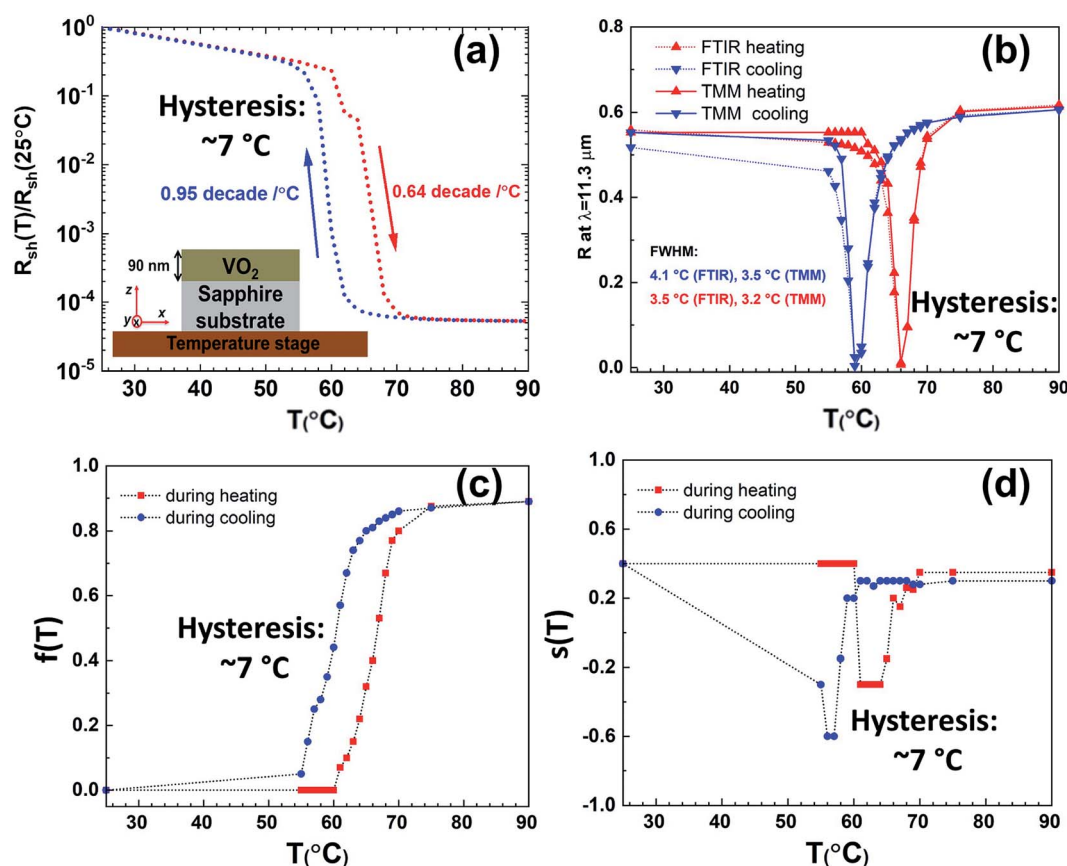 (a)
R_sh(T)/R_sh(25°C)
10^0
10^-1
10^-2
10^-3
10^-4
10^-5
Hysteresis:
~7 °C
0.95 decade /°C
0.64 decade /°C
90 nm
VO₂
Sapphire
substrate
Temperature stage
z
y
x
30 40 50 60 70 80 90
T(°C)
(b)
R at λ=11.3 μm
0.8
0.6
0.4
0.2
0.0
FTIR heating
FTIR cooling
TMM heating
TMM cooling
FWHM:
4.1 °C (FTIR), 3.5 °C (TMM)
3.5 °C (FTIR), 3.2 °C (TMM)
Hysteresis:
~7 °C
30 40 50 60 70 80 90
T(°C)
(c)
f(T)
1.0
0.8
0.6
0.4
0.2
0.0
during heating
during cooling
Hysteresis:
~7 °C
30 40 50 60 70 80 90
T(°C)
(d)
s(T)
1.0
0.6
0.2
-0.2
-0.6
-1.0
during heating
during cooling
Hysteresis:
~7 °C
30 40 50 60 70 80 90
T(°C)